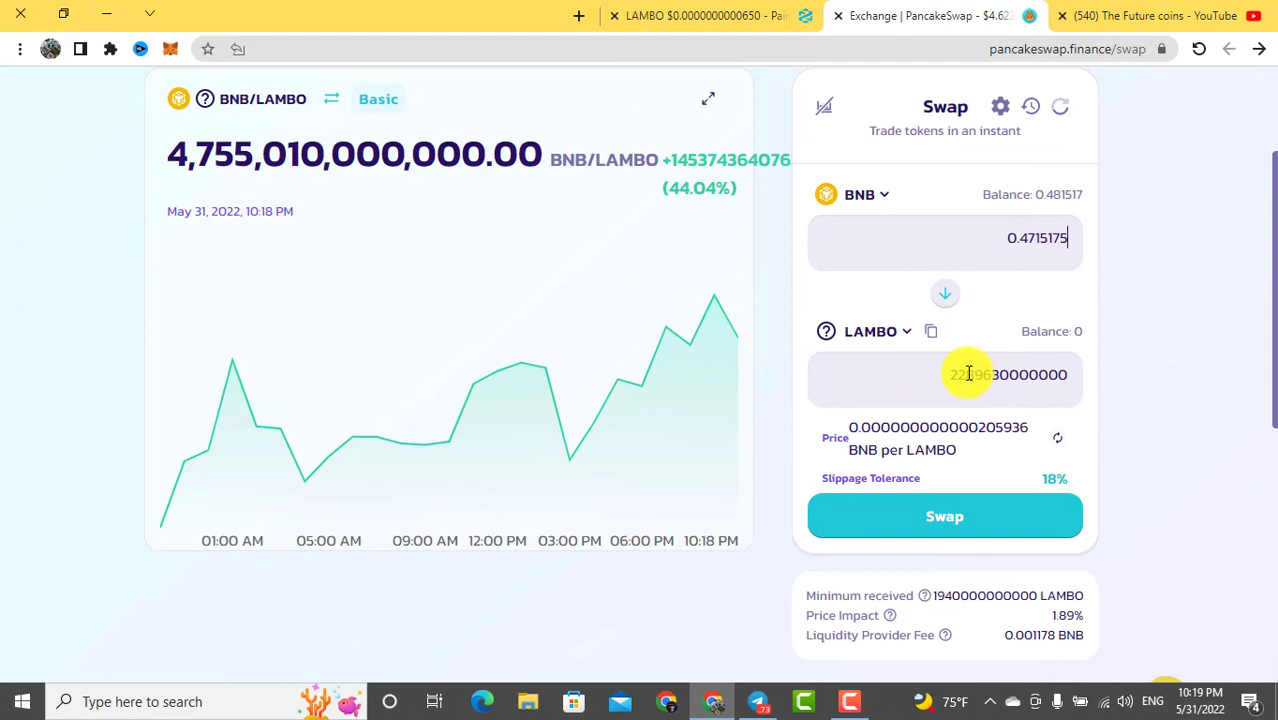 LAMBO $0.0000000000650 - Pai
Exchange | PancakeSwap - $4.62
(540) The Future coins - YouTube
pancakeswap.finance/swap
BNB/LAMBO
Basic
4,755,010,000,000.00 BNB/LAMBO +145374364076
(44.04%)
May 31, 2022, 10:18 PM
01:00 AM 05:00 AM 09:00 AM 12:00 PM 03:00 PM 06:00 PM 10:18 PM
Swap
Trade tokens in an instant
BNB Balance: 0.481517
0.4715175
LAMBO Balance: 0
30000000
Price
0.000000000000205936
BNB per LAMBO
Slippage Tolerance 18%
Swap
Minimum received 1940000000000 LAMBO
Price Impact 1.89%
Liquidity Provider Fee 0.001178 BNB
Type here to search
73
75°F
ENG
10:19 PM
5/31/2022
4